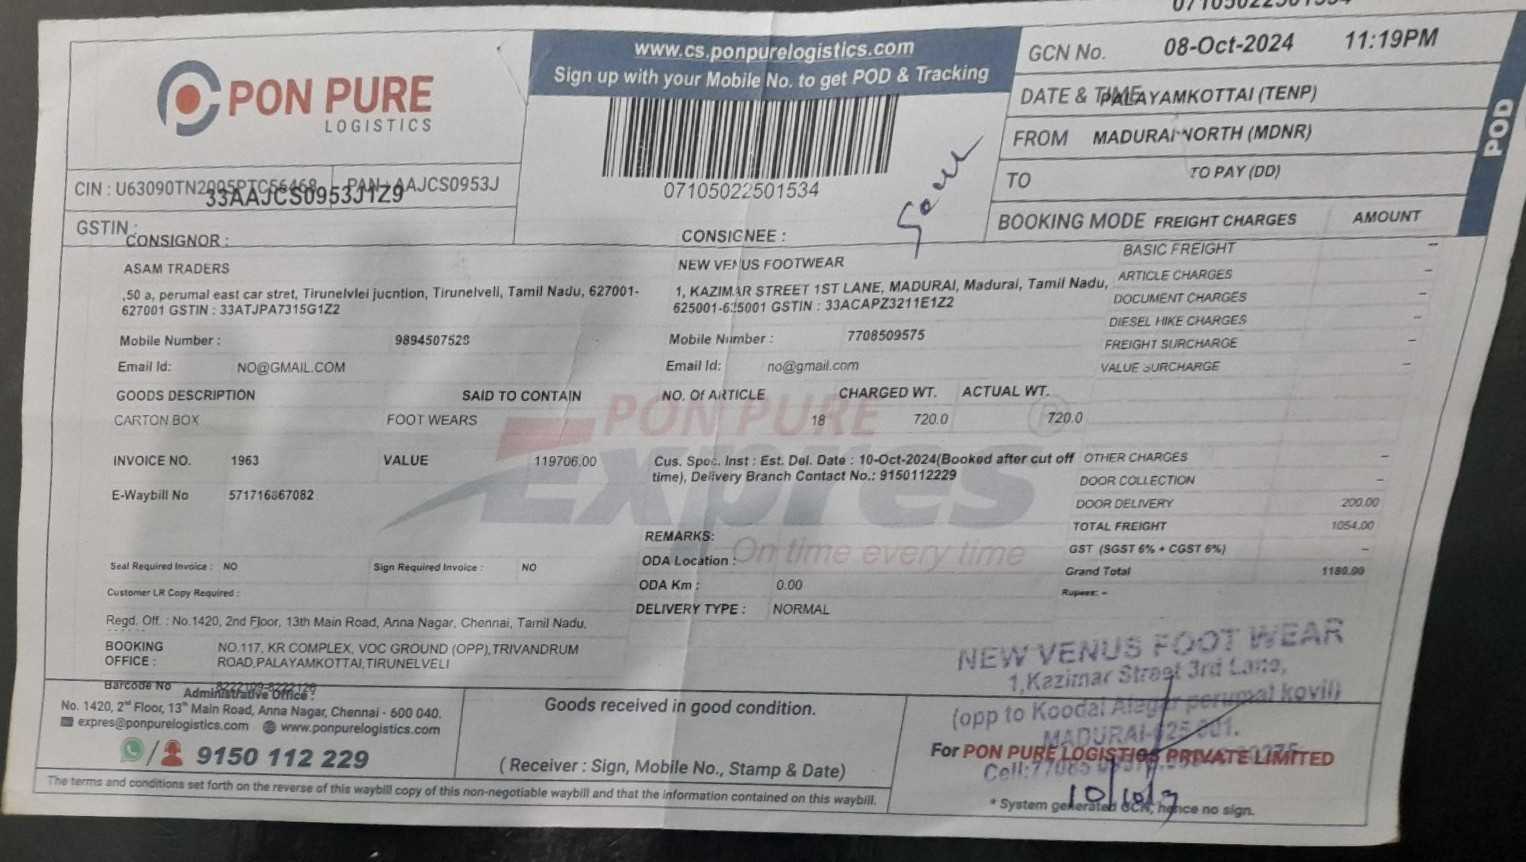 www.cs.ponpurelogistics.com
Sign up with your Mobile No. to get POD & Tracking
PON PURE
LOGISTICS
07105022501534
GCN No. 08-Oct-2024 11:19PM
DATE & TIME PALAYAMKOTTAI (TENP)
FROM MADURAI NORTH (MDNR)
TO TO PAY (DD)
POD
CIN : U63090TN2005PTC56468 PAN : AAJCS0953J
33AAJCS0953J1Z9
GSTIN :
BOOKING MODE FREIGHT CHARGES AMOUNT
CONSIGNOR :
ASAM TRADERS
,50 a, perumal east car stret, Tirunelvlei jucntion, Tirunelveli, Tamil Nadu, 627001-
627001 GSTIN : 33ATJPA7315G1Z2
Mobile Number : 9894507528
Email Id: NO@GMAIL.COM
CONSIGNEE :
NEW VENUS FOOTWEAR
1, KAZIMAR STREET 1ST LANE, MADURAI, Madurai, Tamil Nadu,
625001-625001 GSTIN : 33ACAPZ3211E1Z2
Mobile Number : 7708509575
Email Id: no@gmail.com
BASIC FREIGHT –
ARTICLE CHARGES –
DOCUMENT CHARGES –
DIESEL HIKE CHARGES –
FREIGHT SURCHARGE –
VALUE SURCHARGE –
GOODS DESCRIPTION SAID TO CONTAIN NO. Of ARTICLE CHARGED WT. ACTUAL WT.
CARTON BOX FOOT WEARS 18 720.0 720.0
PON PURE
Expres
On time every time
INVOICE NO. 1963 VALUE 119706.00
E-Waybill No 571716867082
Cus. Spec. Inst : Est. Del. Date : 10-Oct-2024(Booked after cut off
time), Delivery Branch Contact No.: 9150112229
OTHER CHARGES –
DOOR COLLECTION –
DOOR DELIVERY 200.00
TOTAL FREIGHT 1054.00
GST (SGST 6% + CGST 6%) –
Grand Total 1180.00
Rupees: –
REMARKS:
ODA Location :
ODA Km : 0.00
DELIVERY TYPE : NORMAL
Seal Required Invoice : NO Sign Required Invoice : NO
Customer LR Copy Required :
Regd. Off. : No.1420, 2nd Floor, 13th Main Road, Anna Nagar, Chennai, Tamil Nadu,
BOOKING OFFICE : NO.117, KR COMPLEX, VOC GROUND (OPP),TRIVANDRUM
ROAD,PALAYAMKOTTAI,TIRUNELVELI
Barcode No 8222109-8222126
Administrative Office :
No. 1420, 2nd Floor, 13th Main Road, Anna Nagar, Chennai - 600 040.
expres@ponpurelogistics.com www.ponpurelogistics.com
9150 112 229
Goods received in good condition.
( Receiver : Sign, Mobile No., Stamp & Date)
NEW VENUS FOOT WEAR
1,Kazimar Street 3rd Lane,
(opp to Koodal Alagar perumal kovil)
MADURAI-625 001.
For PON PURE LOGISTICS PRIVATE LIMITED
* System generated GCN, hence no sign.
The terms and conditions set forth on the reverse of this waybill copy of this non-negotiable waybill and that the information contained on this waybill.